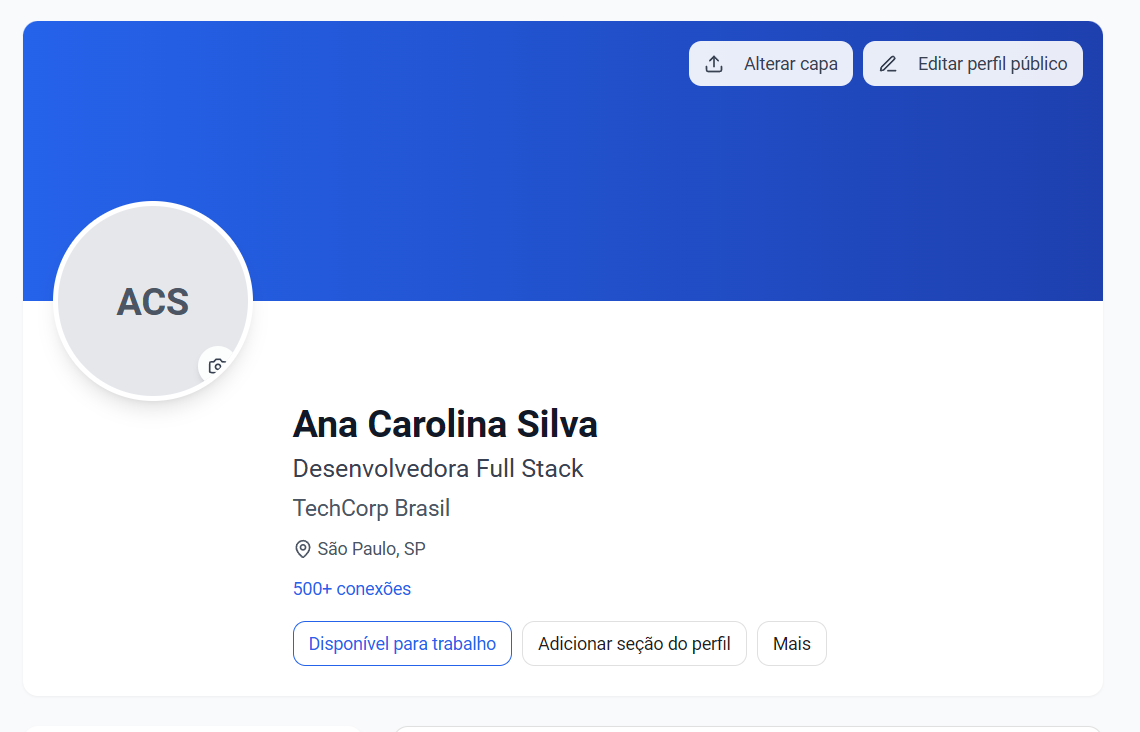 Alterar capa
Editar perfil público
ACS
Ana Carolina Silva
Desenvolvedora Full Stack
TechCorp Brasil
São Paulo, SP
500+ conexões
Disponível para trabalho
Adicionar seção do perfil
Mais